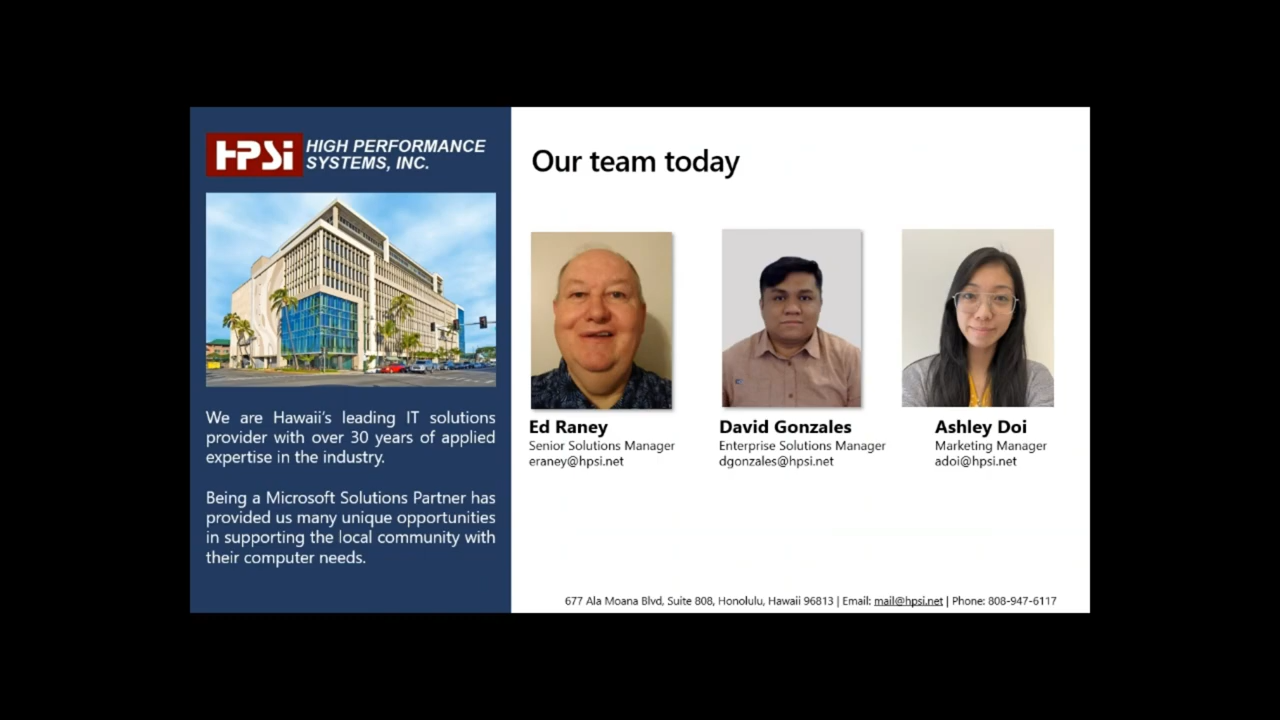 HPSi HIGH PERFORMANCE
SYSTEMS, INC.
We are Hawaii's leading IT solutions
provider with over 30 years of applied
expertise in the industry.
Being a Microsoft Solutions Partner has
provided us many unique opportunities
in supporting the local community with
their computer needs.
Our team today
Ed Raney
Senior Solutions Manager
eraney@hpsi.net
David Gonzales
Enterprise Solutions Manager
dgonzales@hpsi.net
Ashley Doi
Marketing Manager
adoi@hpsi.net
677 Ala Moana Blvd, Suite 808, Honolulu, Hawaii 96813 | Email: mail@hpsi.net | Phone: 808-947-6117